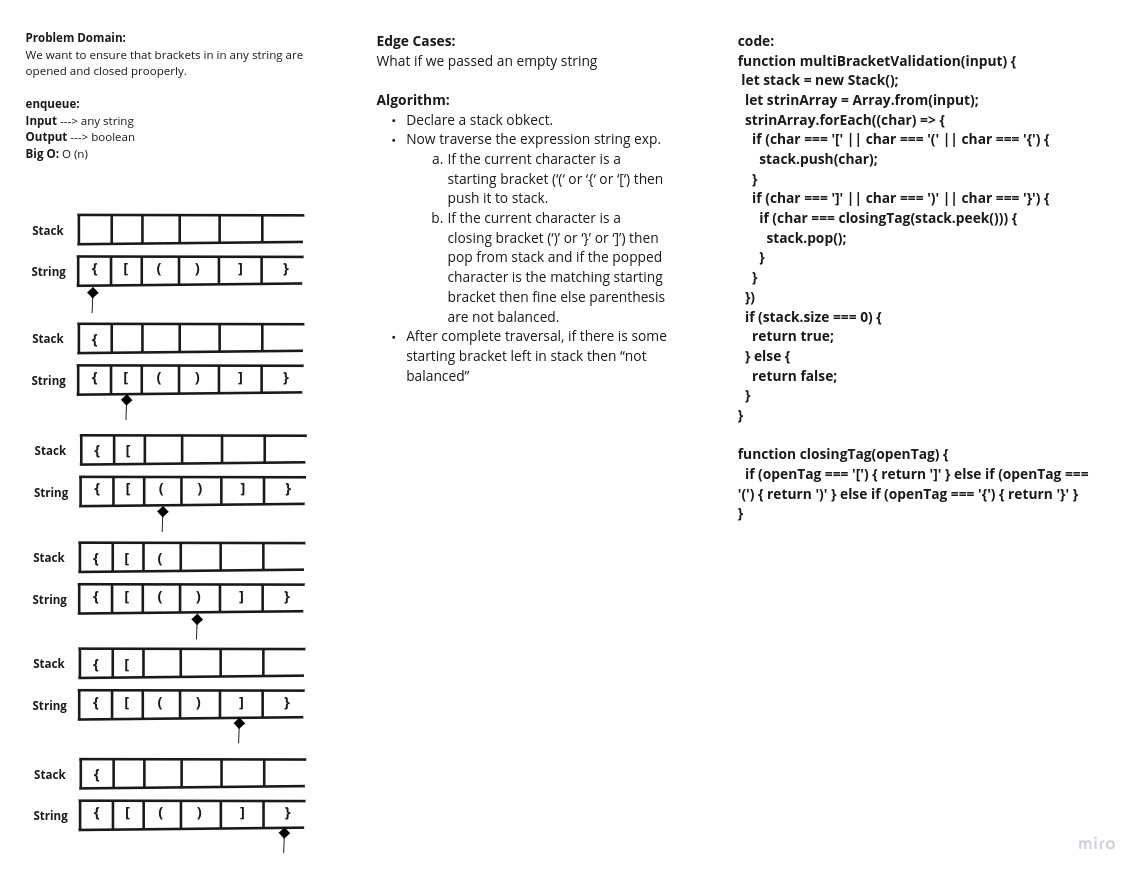 Problem Domain:
We want to ensure that brackets in in any string are
opened and closed prooperly.
enqueue:
Input ---> any string
Output ---> boolean
Big O: O (n)
Stack
String { [ ( ) ] }
Stack {
String { [ ( ) ] }
Stack { [
String { [ ( ) ] }
Stack { [ (
String { [ ( ) ] }
Stack { [
String { [ ( ) ] }
Stack {
String { [ ( ) ] }
Edge Cases:
What if we passed an empty string
Algorithm:
• Declare a stack obkect.
• Now traverse the expression string exp.
a. If the current character is a
starting bracket (‘(‘ or ‘{‘ or ‘[’) then
push it to stack.
b. If the current character is a
closing bracket (‘)’ or ‘}’ or ‘]’) then
pop from stack and if the popped
character is the matching starting
bracket then fine else parenthesis
are not balanced.
• After complete traversal, if there is some
starting bracket left in stack then “not
balanced”
code:
function multiBracketValidation(input) {
let stack = new Stack();
let strinArray = Array.from(input);
strinArray.forEach((char) => {
if (char === '[' || char === '(' || char === '{') {
stack.push(char);
}
if (char === ']' || char === ')' || char === '}') {
if (char === closingTag(stack.peek())) {
stack.pop();
}
}
})
if (stack.size === 0) {
return true;
} else {
return false;
}
}
function closingTag(openTag) {
if (openTag === '[') { return ']' } else if (openTag ===
'(') { return ')' } else if (openTag === '{') { return '}' }
}
miro